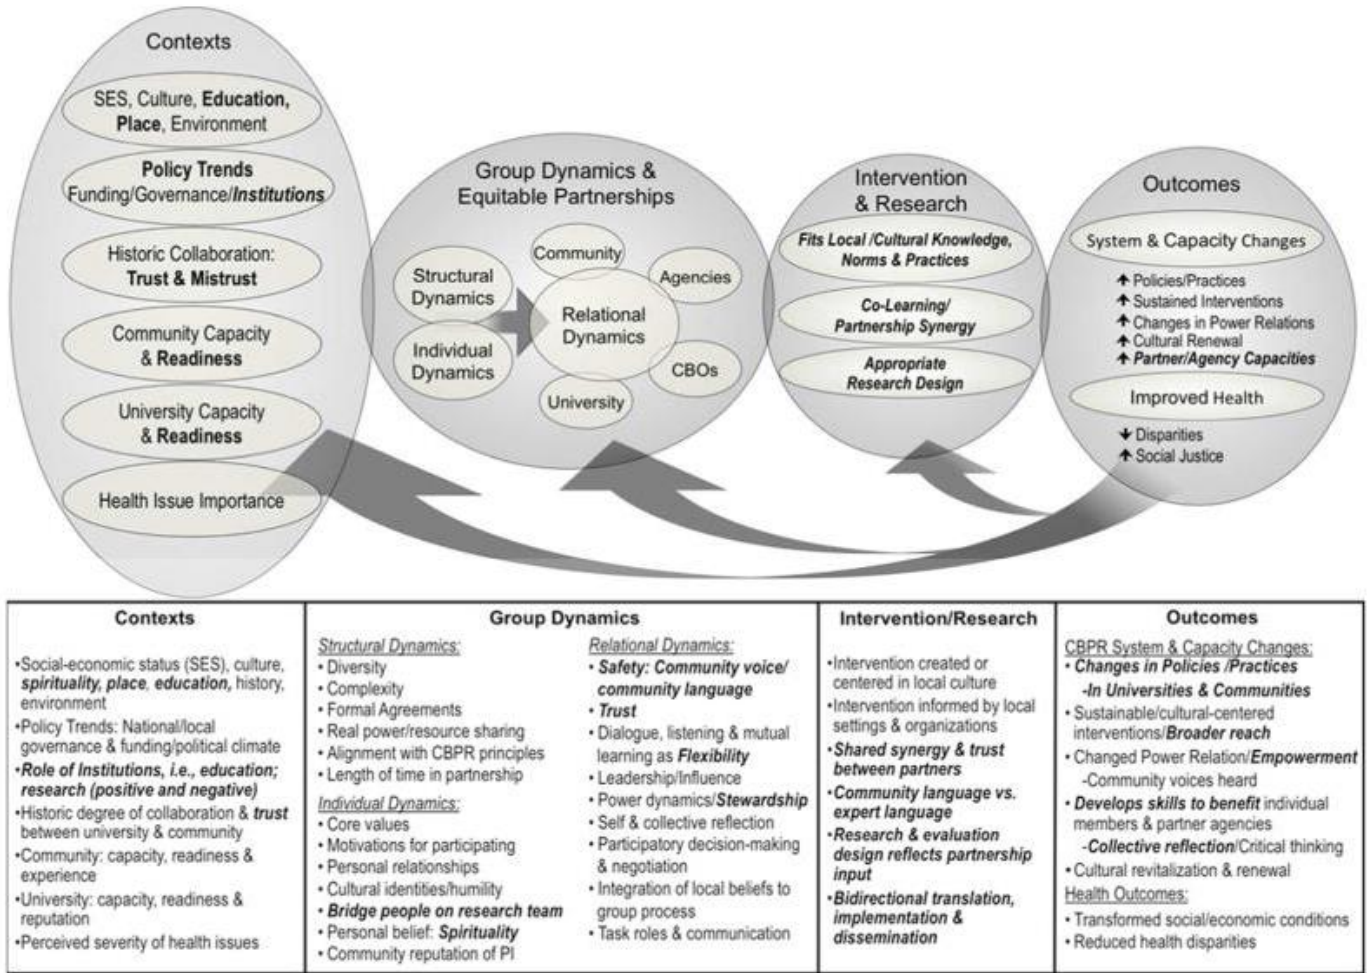 Contexts
SES, Culture, Education,
Place, Environment
Policy Trends
Funding/Governance/Institutions
Historic Collaboration:
Trust & Mistrust
Community Capacity
& Readiness
University Capacity
& Readiness
Health Issue Importance
Group Dynamics &
Equitable Partnerships
Structural
Dynamics
Individual
Dynamics
Community
Agencies
Relational
Dynamics
CBOs
University
Intervention
& Research
Fits Local /Cultural Knowledge,
Norms & Practices
Co-Learning/
Partnership Synergy
Appropriate
Research Design
Outcomes
System & Capacity Changes
Policies/Practices
Sustained Interventions
Changes in Power Relations
Cultural Renewal
Partner/Agency Capacities
Improved Health
Disparities
Social Justice
Contexts
•Social-economic status (SES), culture,
spirituality, place, education, history,
environment
•Policy Trends: National/local
governance & funding/political climate
•Role of Institutions, i.e., education;
research (positive and negative)
•Historic degree of collaboration & trust
between university & community
•Community: capacity, readiness &
experience
•University: capacity, readiness &
reputation
•Perceived severity of health issues
Group Dynamics
Structural Dynamics:
• Diversity
• Complexity
• Formal Agreements
• Real power/resource sharing
• Alignment with CBPR principles
• Length of time in partnership
Individual Dynamics:
• Core values
• Motivations for participating
• Personal relationships
• Cultural identities/humility
• Bridge people on research team
• Personal belief: Spirituality
• Community reputation of PI
Relational Dynamics:
• Safety: Community voice/
community language
• Trust
• Dialogue, listening & mutual
learning as Flexibility
• Leadership/Influence
• Power dynamics/Stewardship
• Self & collective reflection
• Participatory decision-making
& negotiation
• Integration of local beliefs to
group process
• Task roles & communication
Intervention/Research
•Intervention created or
centered in local culture
•Intervention informed by local
settings & organizations
•Shared synergy & trust
between partners
•Community language vs.
expert language
•Research & evaluation
design reflects partnership
input
•Bidirectional translation,
implementation &
dissemination
Outcomes
CBPR System & Capacity Changes:
• Changes in Policies /Practices
-In Universities & Communities
• Sustainable/cultural-centered
interventions/Broader reach
• Changed Power Relation/Empowerment
-Community voices heard
• Develops skills to benefit individual
members & partner agencies
-Collective reflection/Critical thinking
• Cultural revitalization & renewal
Health Outcomes:
• Transformed social/economic conditions
• Reduced health disparities